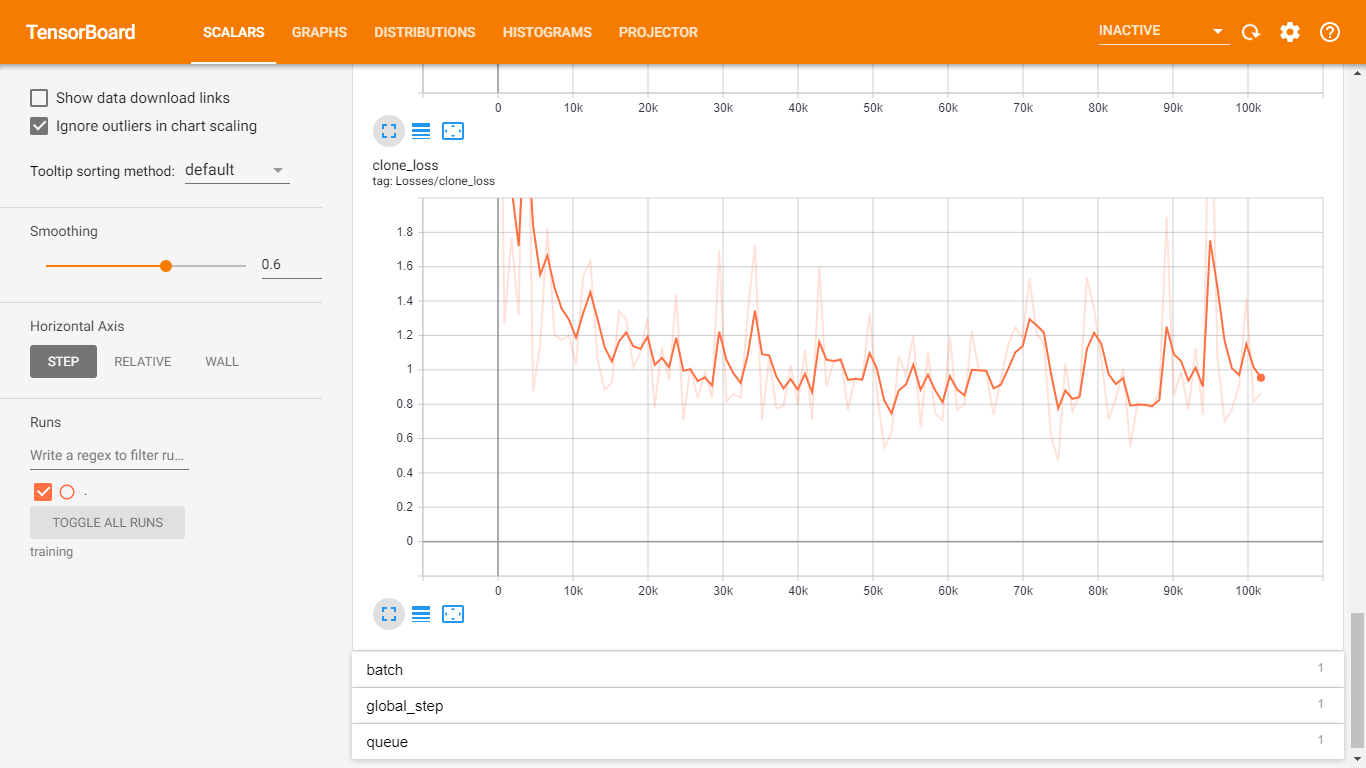 TensorBoard
SCALARS GRAPHS DISTRIBUTIONS HISTOGRAMS PROJECTOR INACTIVE
Show data download links
Ignore outliers in chart scaling
Tooltip sorting method: default
Smoothing
0.6
Horizontal Axis
STEP RELATIVE WALL
Runs
Write a regex to filter ru...
.
TOGGLE ALL RUNS
training
0 10k 20k 30k 40k 50k 60k 70k 80k 90k 100k
clone_loss
tag: Losses/clone_loss
1.8
1.6
1.4
1.2
1
0.8
0.6
0.4
0.2
0
0 10k 20k 30k 40k 50k 60k 70k 80k 90k 100k
batch 1
global_step 1
queue 1